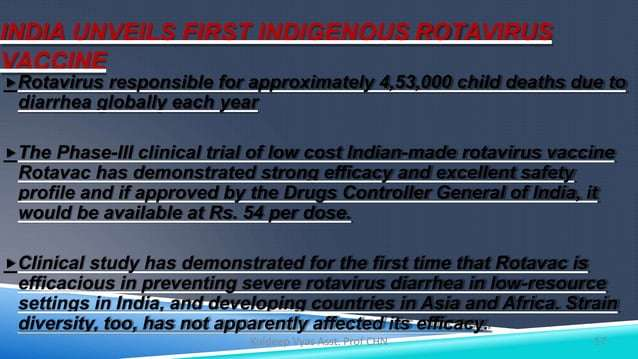 INDIA UNVEILS FIRST INDIGENOUS ROTAVIRUS
VACCINE
Rotavirus responsible for approximately 4,53,000 child deaths due to
diarrhea globally each year
The Phase-III clinical trial of low cost Indian-made rotavirus vaccine
Rotavac has demonstrated strong efficacy and excellent safety
profile and if approved by the Drugs Controller General of India, it
would be available at Rs. 54 per dose.
Clinical study has demonstrated for the first time that Rotavac is
efficacious in preventing severe rotavirus diarrhea in low-resource
settings in India, and developing countries in Asia and Africa. Strain
diversity, too, has not apparently affected its efficacy.
Kuldeep Vyas Asst. Prof CHN